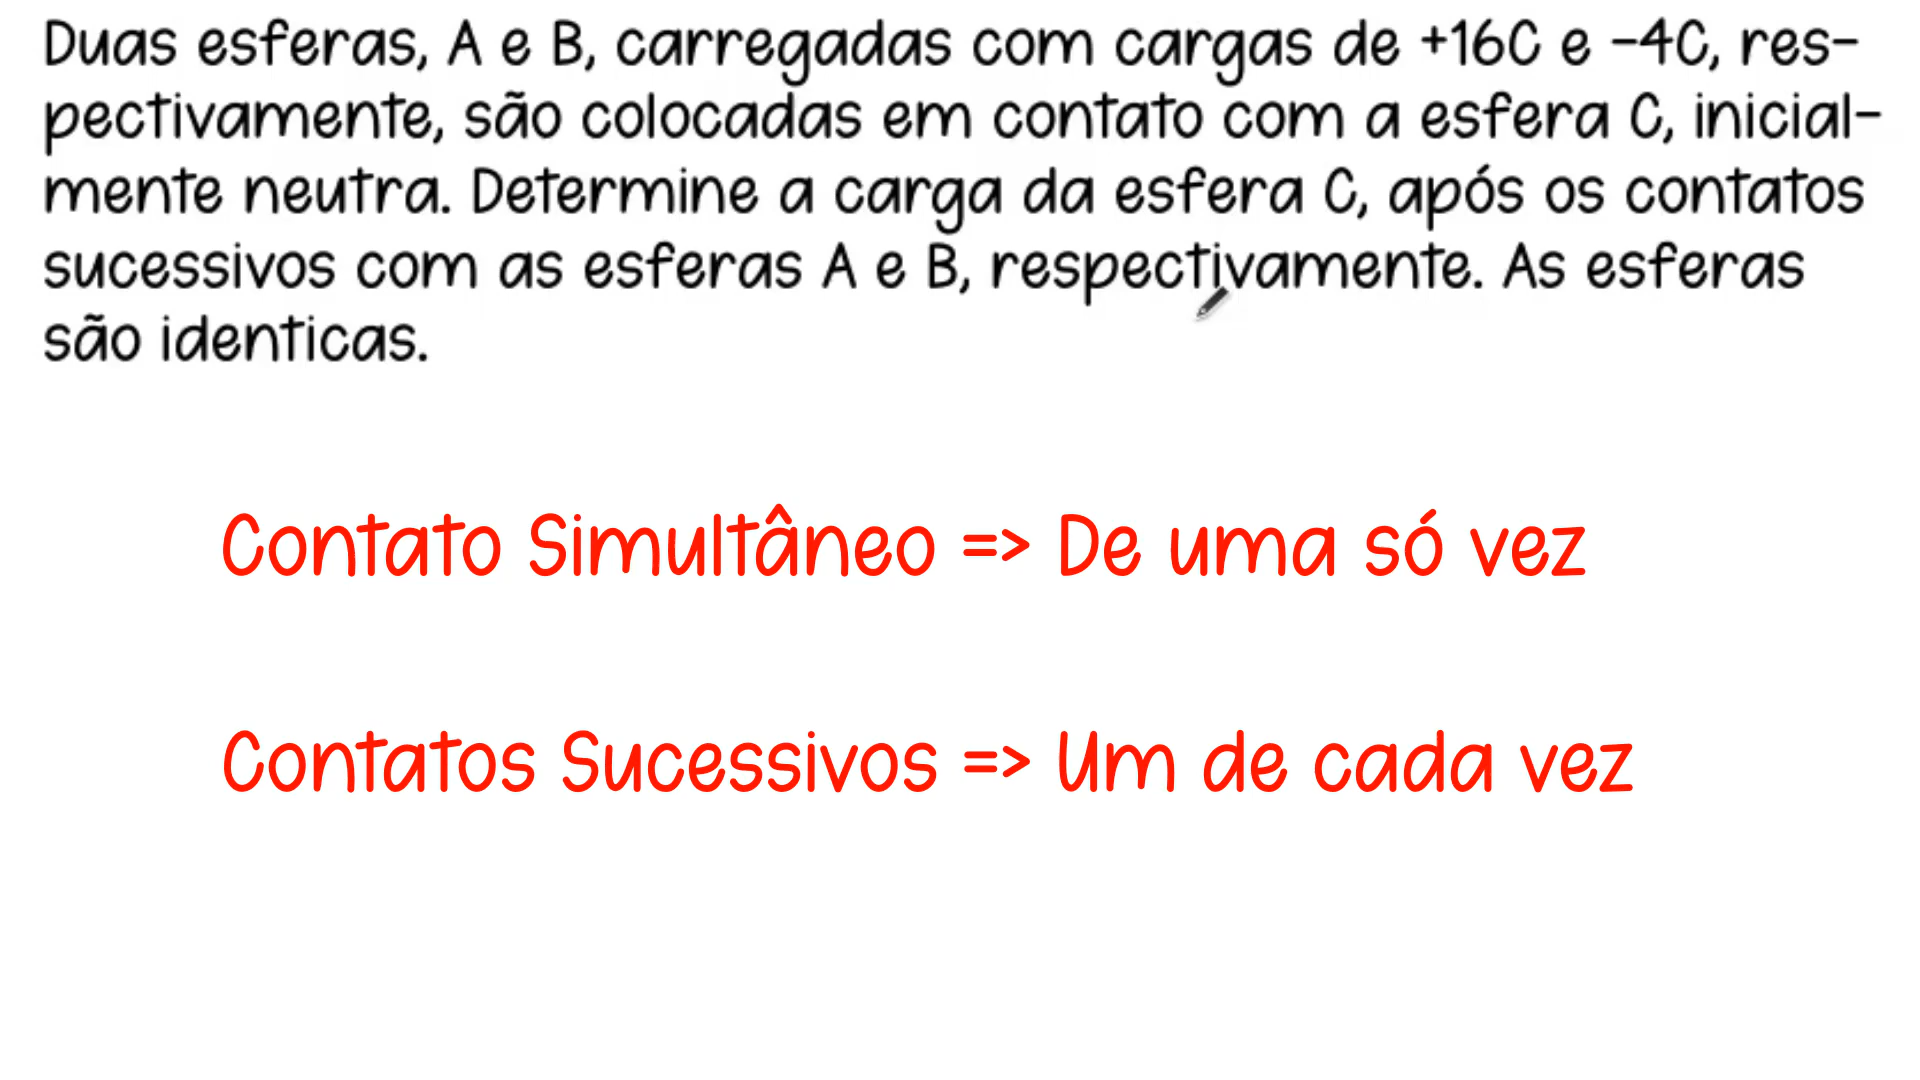 Duas esferas, A e B, carregadas com cargas de +16C e -4C, res-
pectivamente, são colocadas em contato com a esfera C, inicial-
mente neutra. Determine a carga da esfera C, após os contatos
sucessivos com as esferas A e B, respectivamente. As esferas
são identicas.
Contato Simultâneo => De uma só vez
Contatos Sucessivos => Um de cada vez